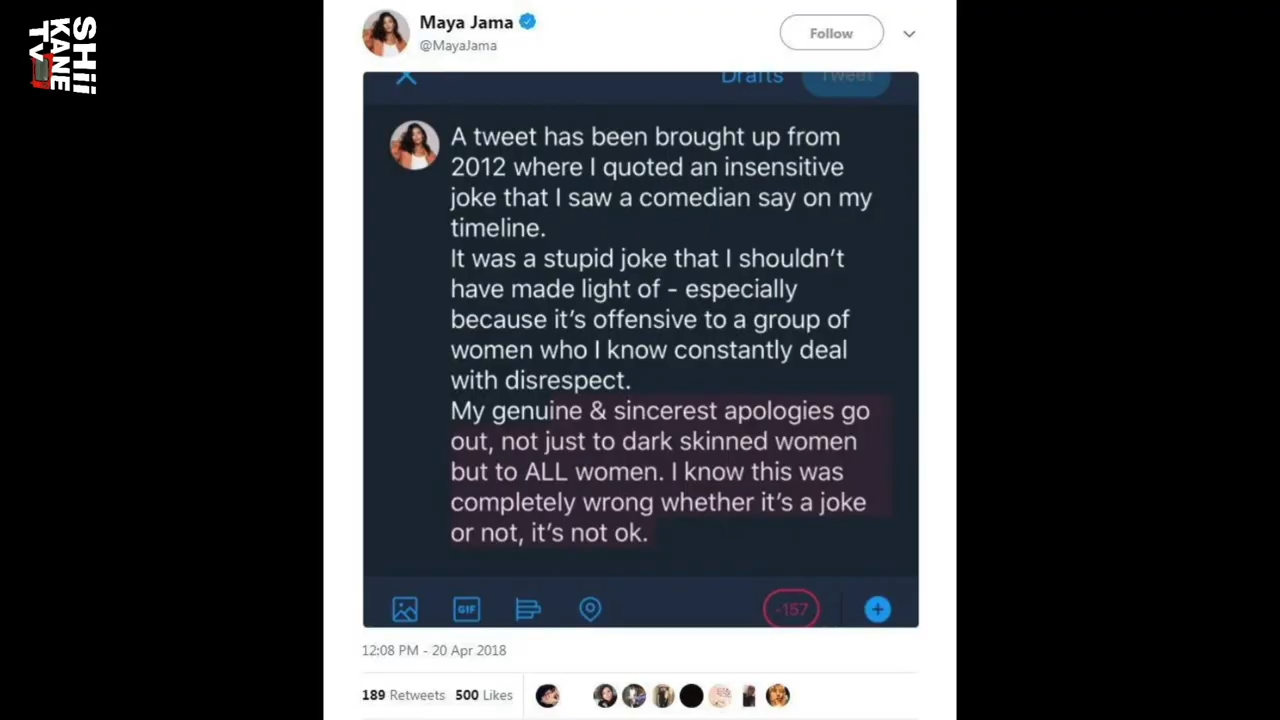 SHii
KANE
TV
Maya Jama
@MayaJama
Follow
Drafts Tweet
A tweet has been brought up from
2012 where I quoted an insensitive
joke that I saw a comedian say on my
timeline.
It was a stupid joke that I shouldn't
have made light of - especially
because it's offensive to a group of
women who I know constantly deal
with disrespect.
My genuine & sincerest apologies go
out, not just to dark skinned women
but to ALL women. I know this was
completely wrong whether it's a joke
or not, it's not ok.
GIF
-157
12:08 PM - 20 Apr 2018
189 Retweets 500 Likes